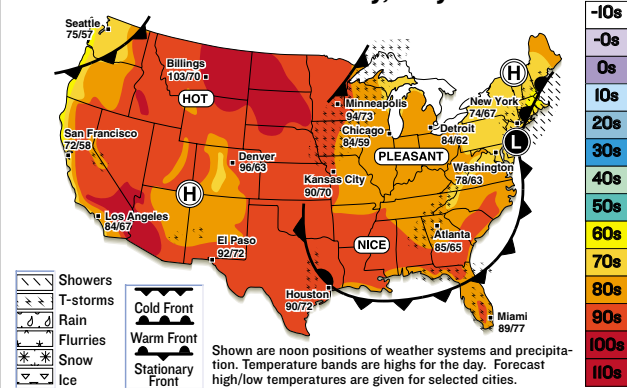 Seattle
75/57
Billings
103/70
HOT
H
Minneapolis
94/73
New York
74/67
Chicago
84/59
Detroit
84/62
L
San Francisco
72/58
PLEASANT
Denver
96/63
Washington
78/63
Kansas City
90/70
H
Los Angeles
84/67
Atlanta
85/65
El Paso
92/72
NICE
Houston
90/72
Miami
89/77
Showers
T-storms
Rain
Flurries
Snow
Ice
Cold Front
Warm Front
Stationary
Front
Shown are noon positions of weather systems and precipita-
tion. Temperature bands are highs for the day. Forecast
high/low temperatures are given for selected cities.
-10s
-0s
0s
10s
20s
30s
40s
50s
60s
70s
80s
90s
100s
110s